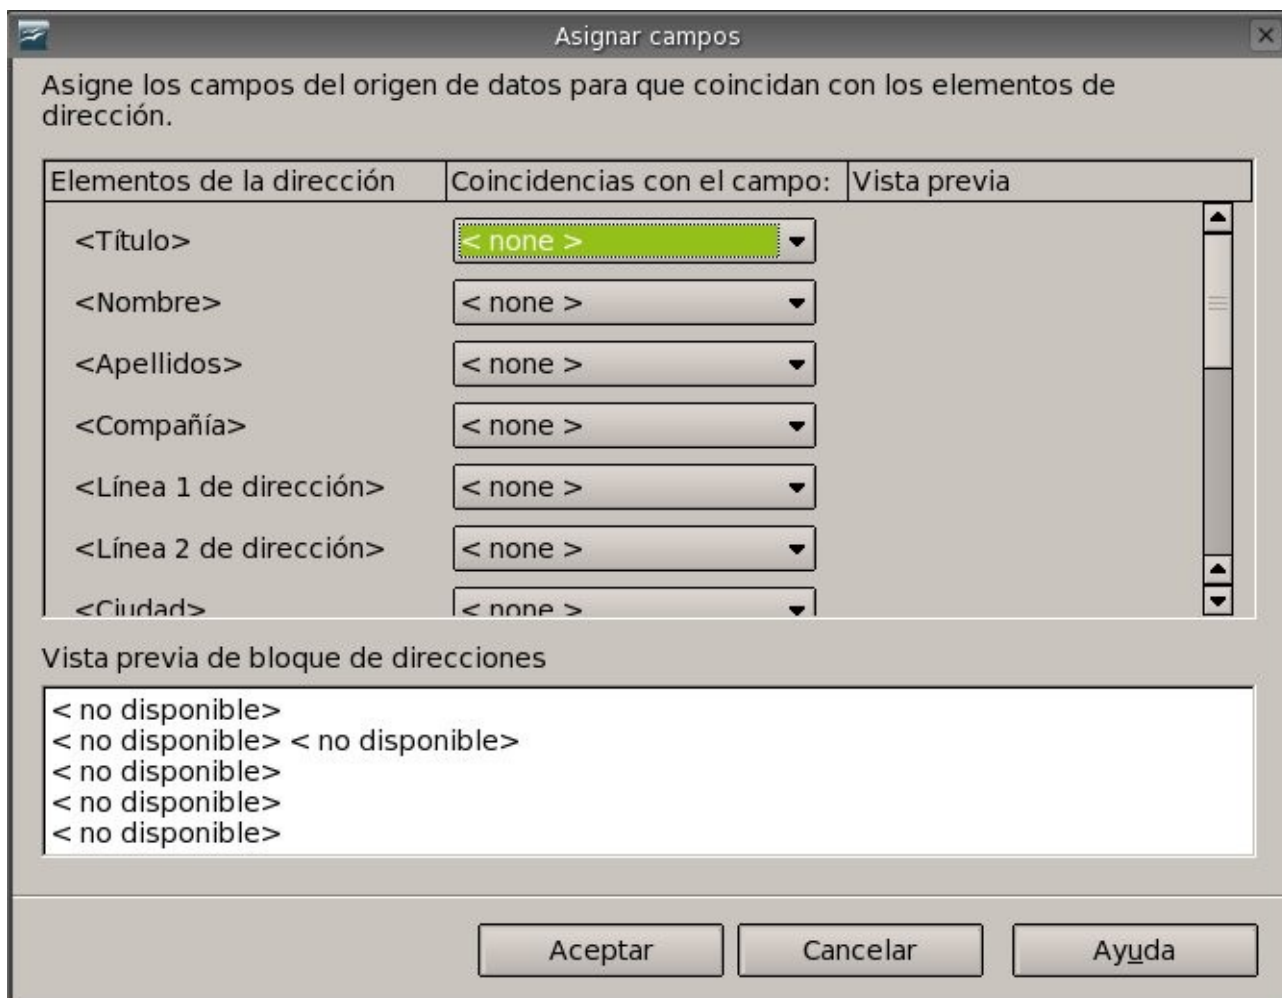 Asignar campos
Asigne los campos del origen de datos para que coincidan con los elementos de
dirección.
Elementos de la dirección Coincidencias con el campo: Vista previa
<Título> < none >
<Nombre> < none >
<Apellidos> < none >
<Compañía> < none >
<Línea 1 de dirección> < none >
<Línea 2 de dirección> < none >
<Ciudad> < none >
Vista previa de bloque de direcciones
< no disponible>
< no disponible> < no disponible>
< no disponible>
< no disponible>
< no disponible>
Aceptar Cancelar Ayuda